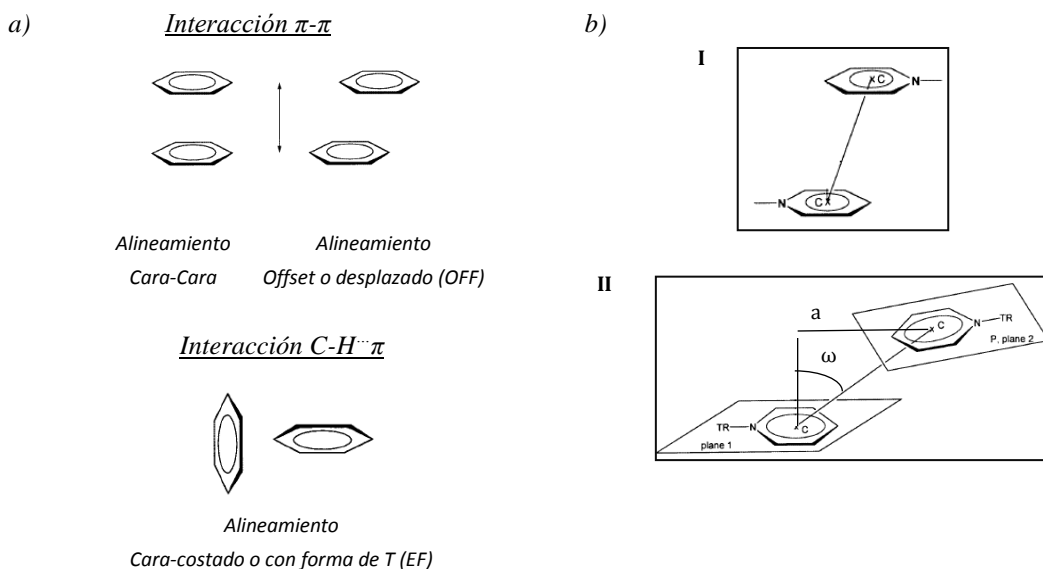 a)
Interacción π-π
Alineamiento
Cara-Cara
Alineamiento
Offset o desplazado (OFF)
Interacción C-H···π
Alineamiento
Cara-costado o con forma de T (EF)
b)
I
C
N
N
C
II
a
ω
C
N
TR
P, plane 2
TR
N
C
plane 1